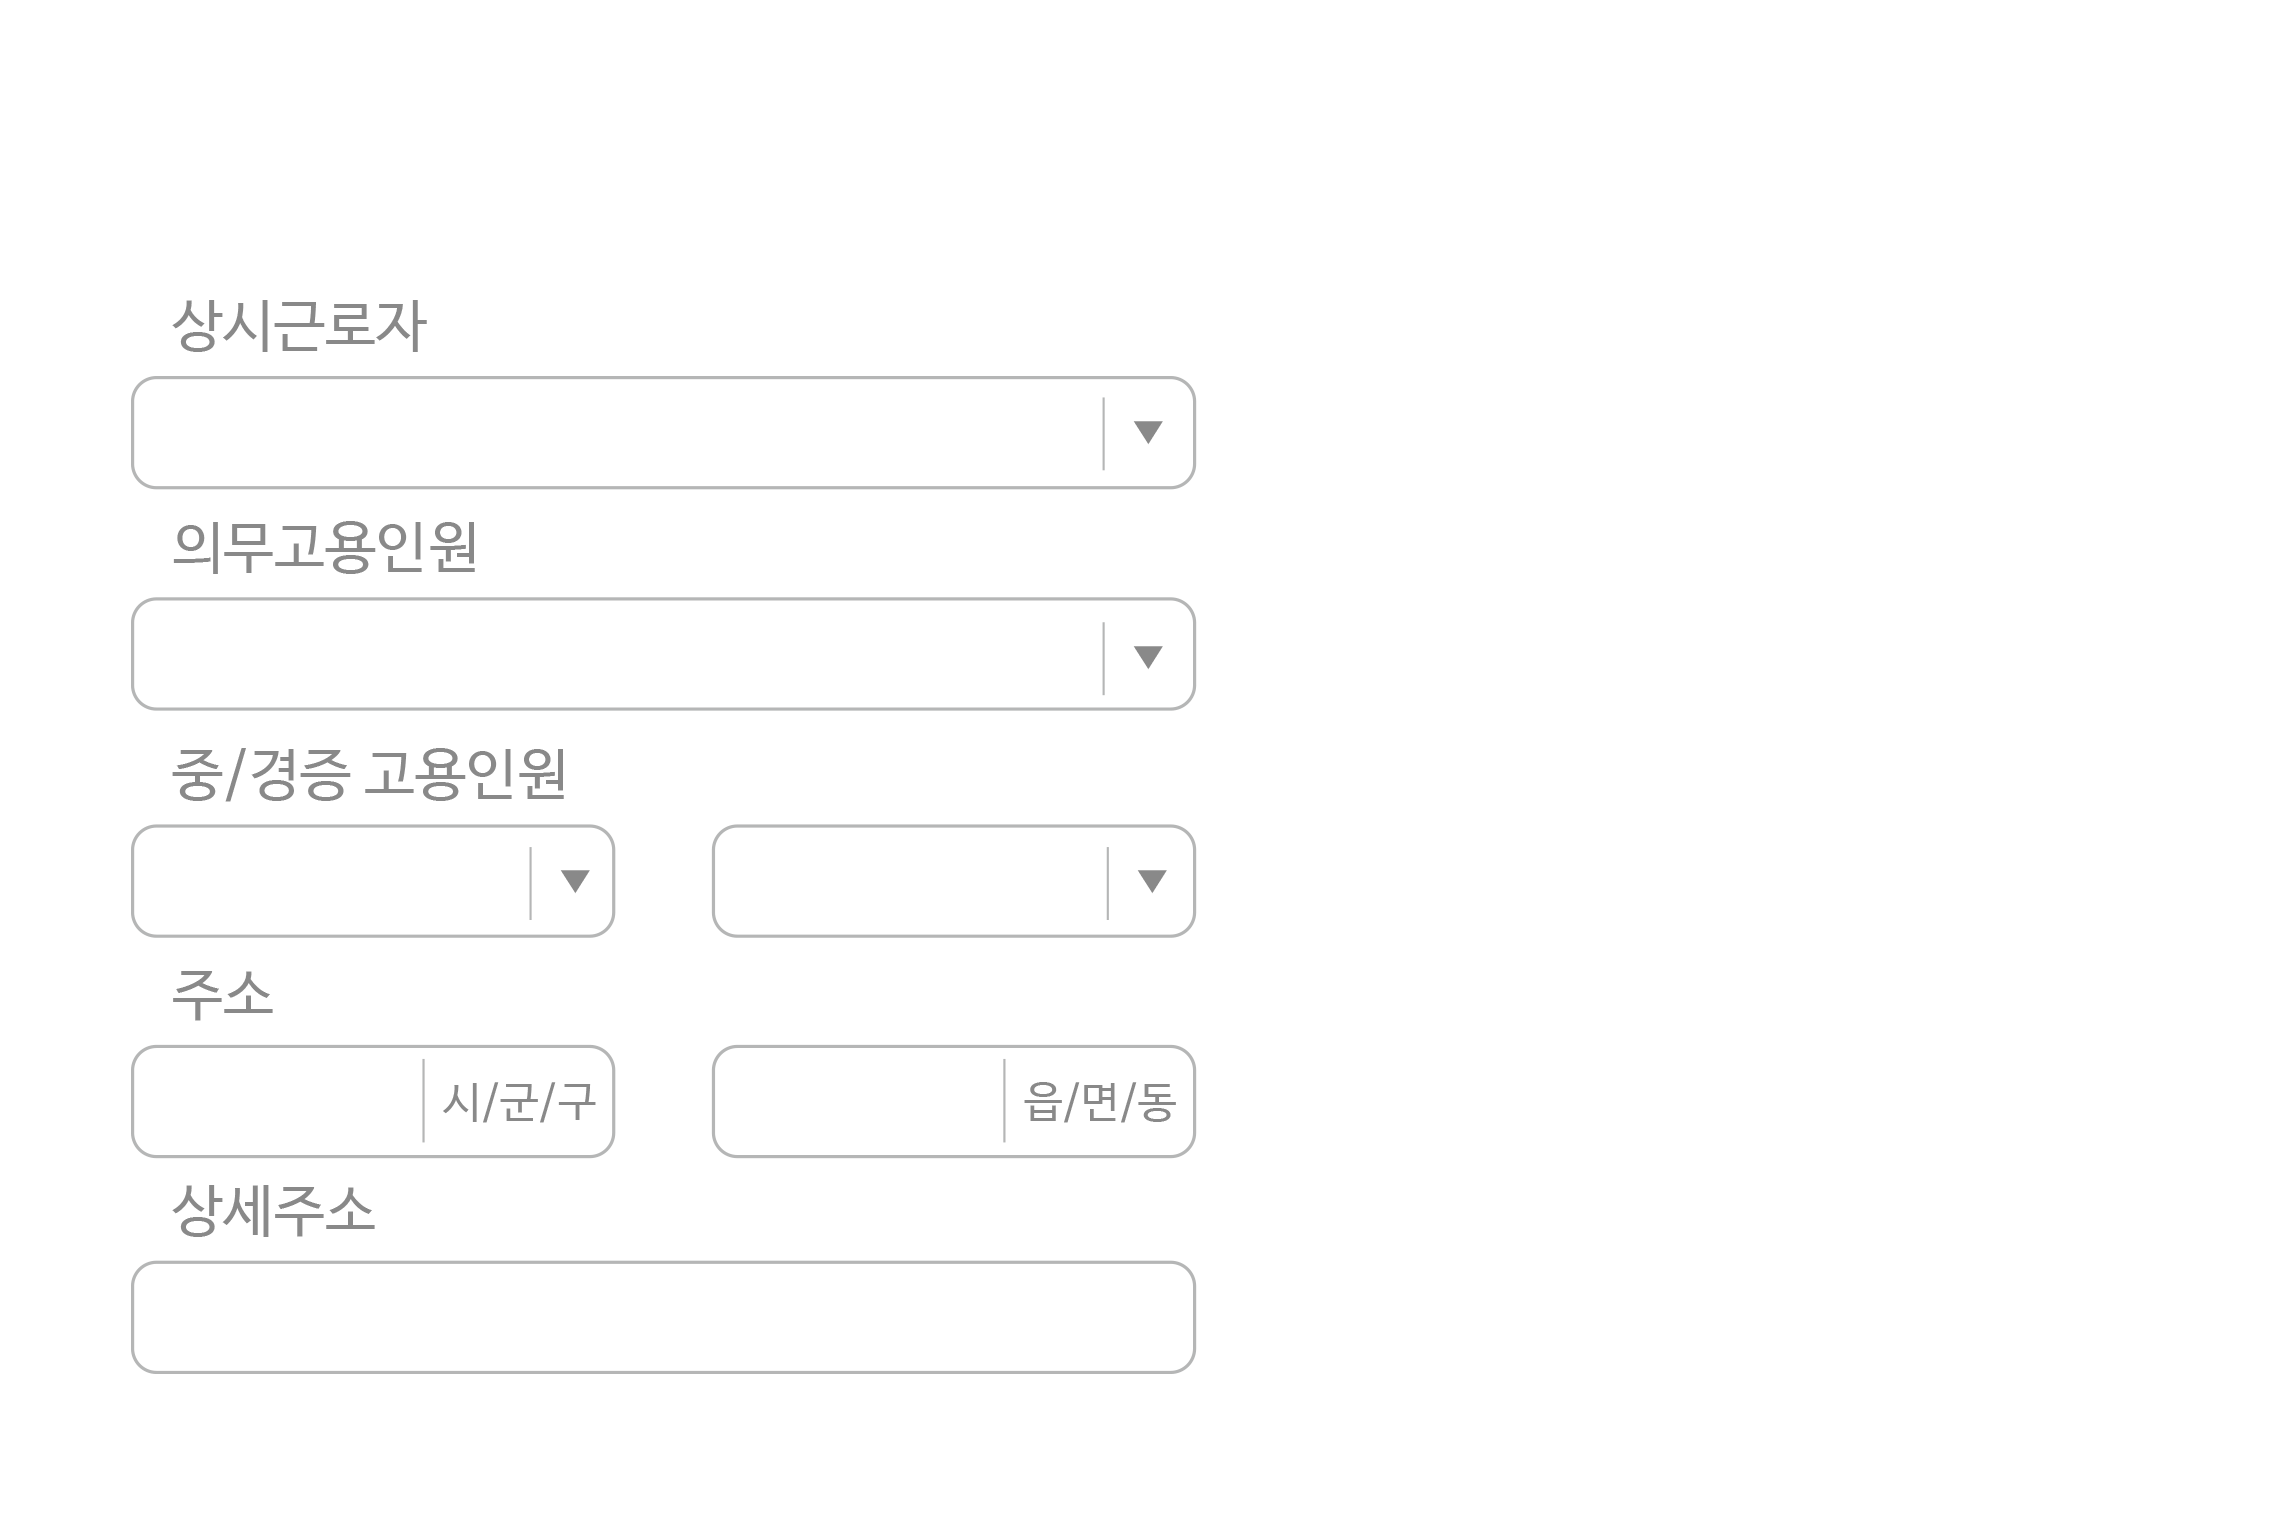 상시근로자
의무고용인원
중/경증 고용인원
주소
시/군/구 읍/면/동
상세주소